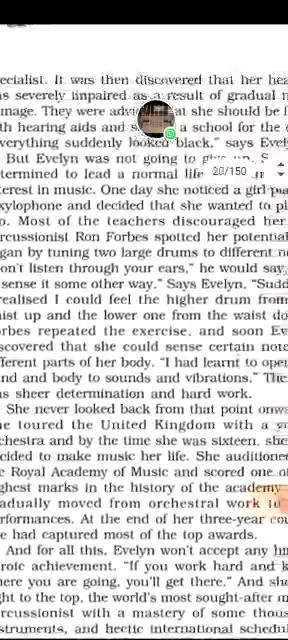 ecialist. It was then discovered that her hea
s severely impaired as a result of gradual
mage. They were at she should be f
th hearing aids and a school for the
verything suddenly looked black," says Evel
But Evelyn was not going to
termined to lead a normal life
20/150
erest in music. One day she noticed a girl
xylophone and decided that she wanted to pl
o. Most of the teachers discouraged her
rcussionist Ron Forbes spotted her potential
gan by tuning two large drums to different n
on't listen through your ears," he would say
sense it some other way." Says Evelyn, "Sudd
realised I could feel the higher drum from
ist up and the lower one from the waist do
rbes repeated the exercise, and soon Ev
scovered that she could sense certain note
fferent parts of her body. "I had learnt to open
nd and body to sounds and vibrations." The
s sheer determination and hard work.
She never looked back from that point onwa
e toured the United Kingdom with a
chestra and by the time she was sixteen, she
cided to make music her life. She auditione
e Royal Academy of Music and scored one o
ghest marks in the history of the academy
adually moved from orchestral work to
rformances. At the end of her three-year cou
e had captured most of the top awards.
And for all this, Evelyn won't accept any hin
roic achievement. "If you work hard and k
here you are going, you'll get there." And she
ght to the top, the world's most sought-after m
rcussionist with a mastery of some thous
struments, and hectic international schedul